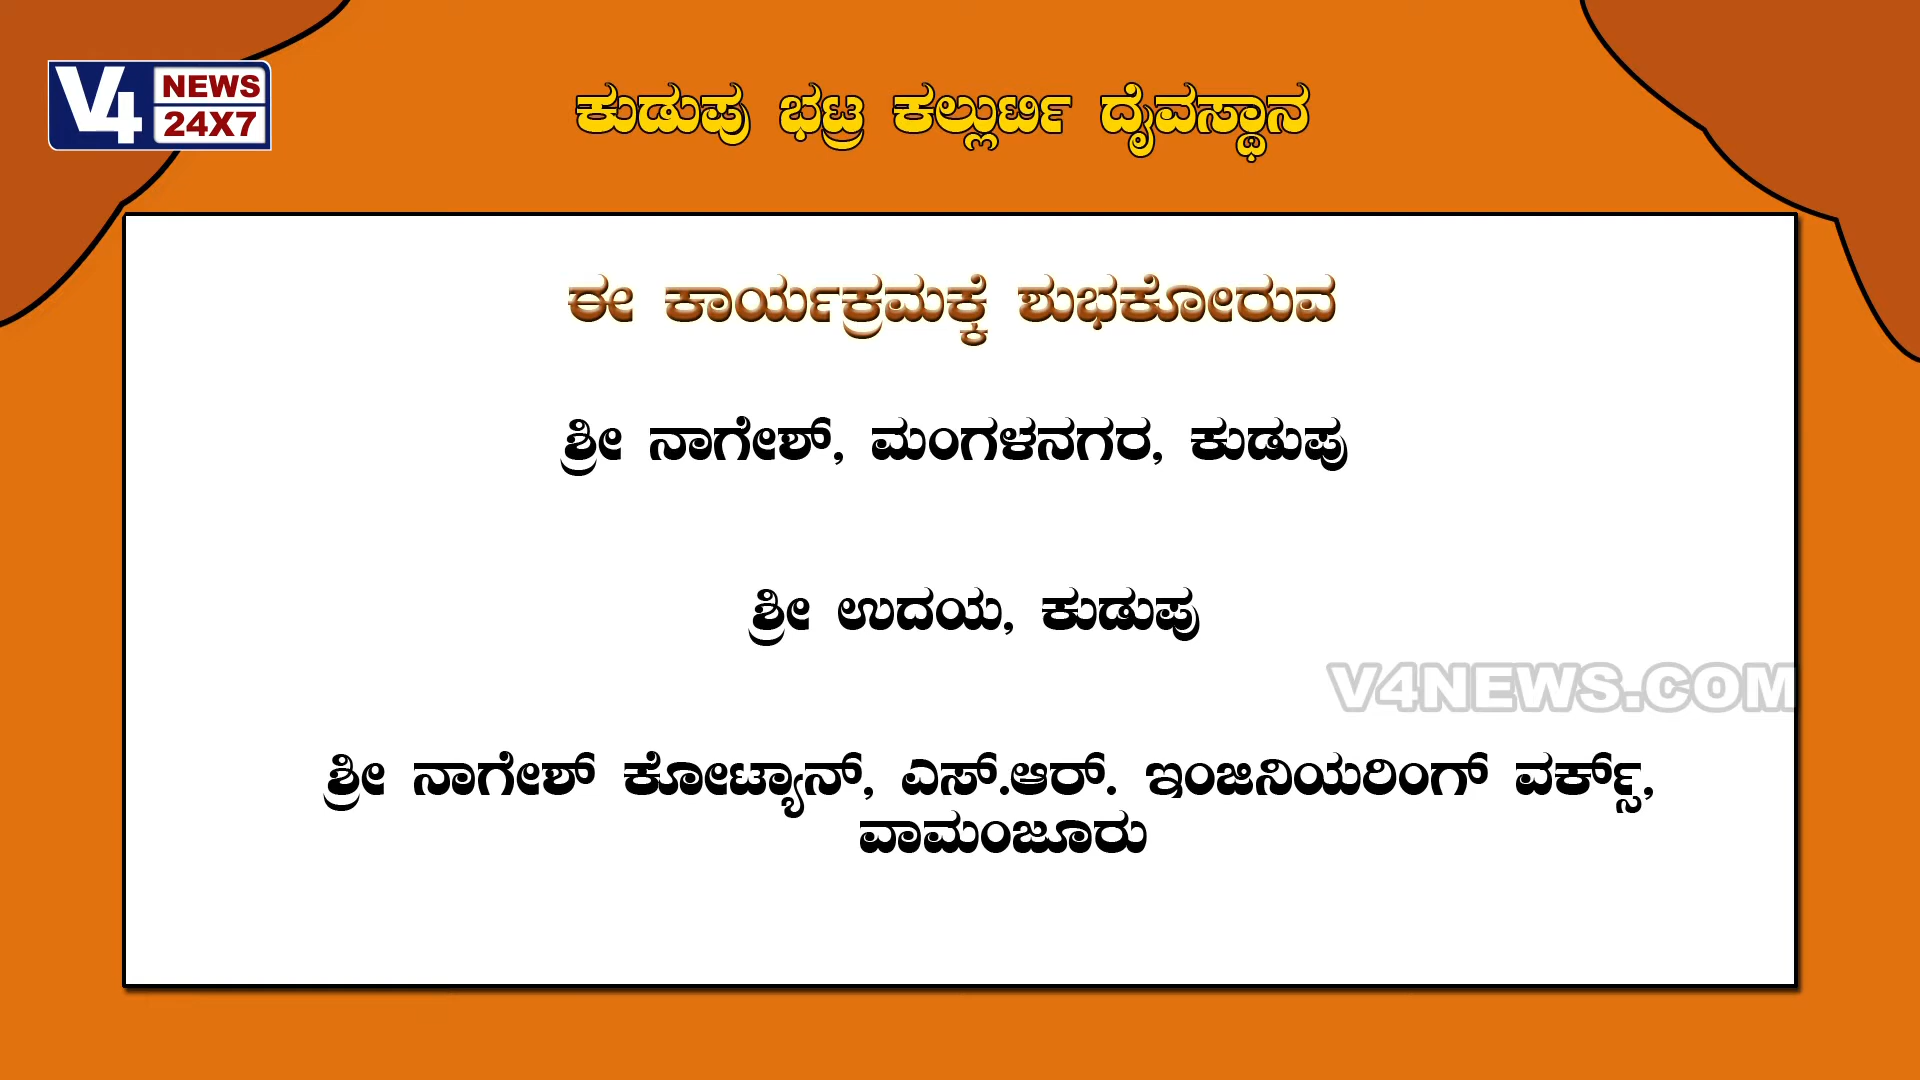 V4 NEWS
24X7
ಕುಡುಪು ಭಟ್ರ ಕಲ್ಲುರ್ಟಿ ದೈವಸ್ಥಾನ
ಈ ಕಾರ್ಯಕ್ರಮಕ್ಕೆ ಶುಭಕೋರುವ
ಶ್ರೀ ನಾಗೇಶ್, ಮಂಗಳನಗರ, ಕುಡುಪು
ಶ್ರೀ ಉದಯ, ಕುಡುಪು
V4NEWS.COM
ಶ್ರೀ ನಾಗೇಶ್ ಕೋಟ್ಯಾನ್, ಎಸ್.ಆರ್. ಇಂಜಿನಿಯರಿಂಗ್ ವರ್ಕ್ಸ್,
ವಾಮಂಜೂರು